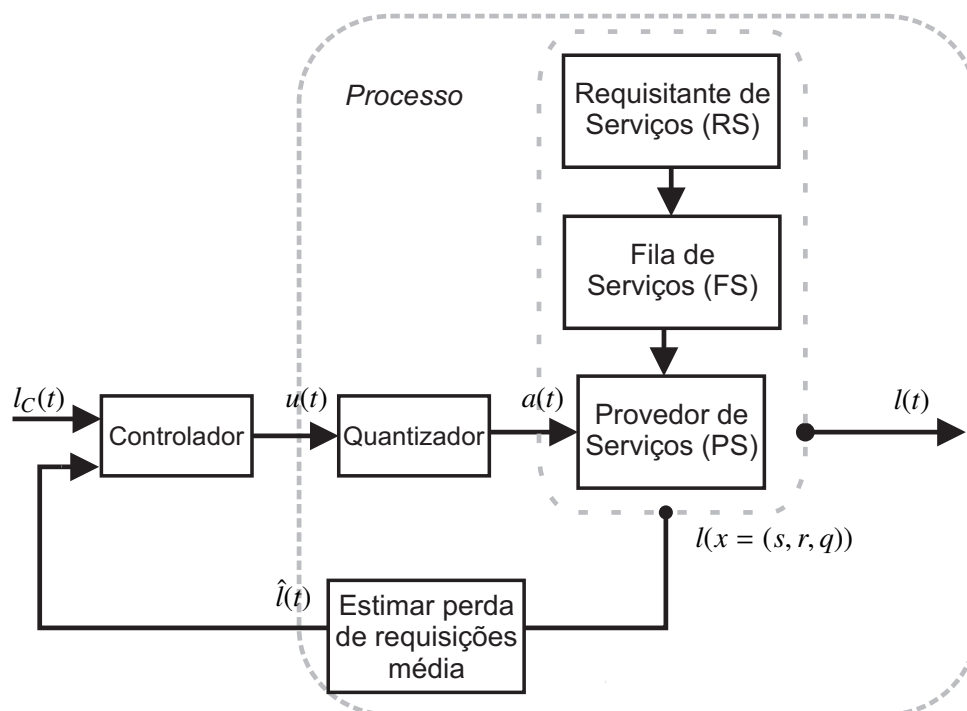 Processo
Requisitante de
Serviços (RS)
Fila de
Serviços (FS)
l_C(t)
Controlador
u(t)
Quantizador
a(t)
Provedor de
Serviços (PS)
l(t)
l(x = (s, r, q))
l̂(t)
Estimar perda
de requisições
média